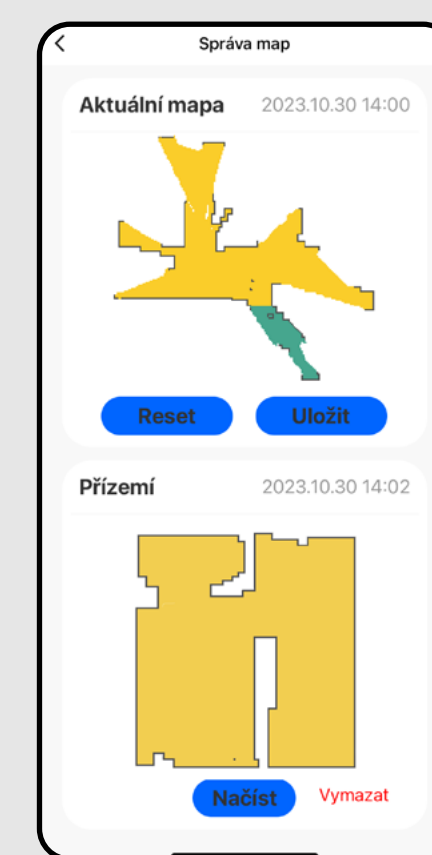 Správa map
Aktuální mapa 2023.10.30 14:00
Reset Uložit
Přízemí 2023.10.30 14:02
Načíst Vymazat